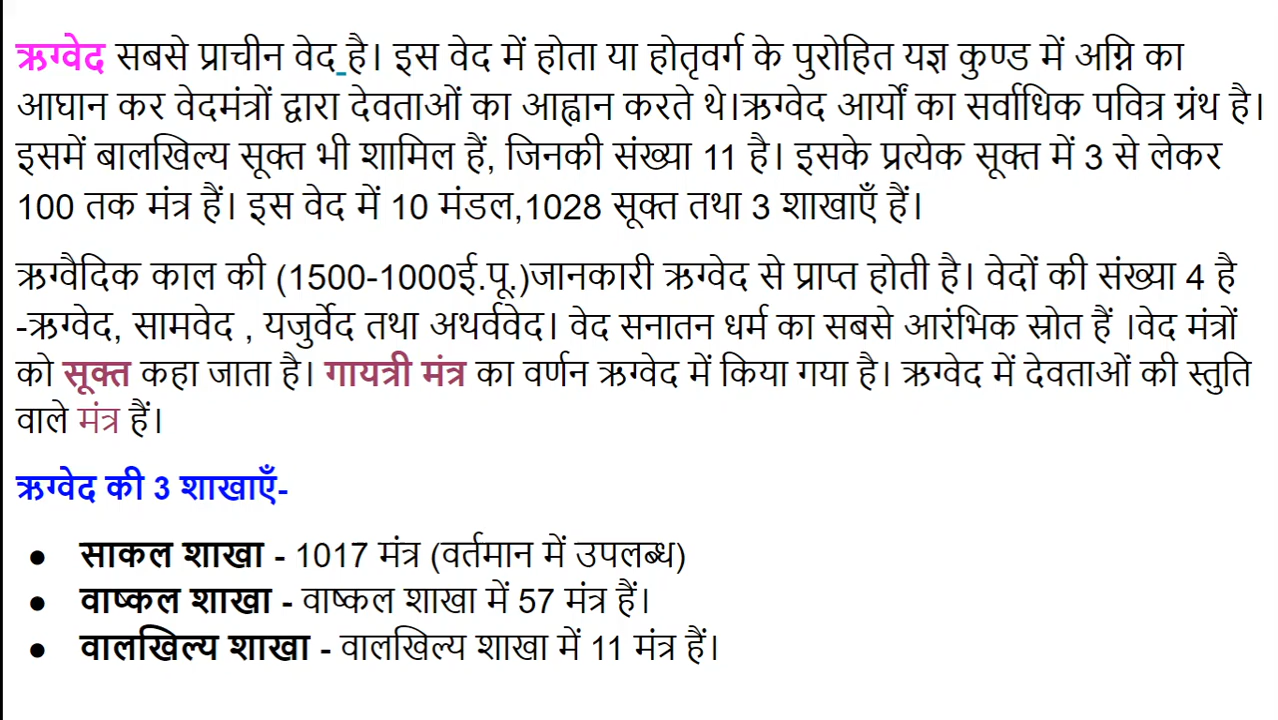 ऋग्वेद सबसे प्राचीन वेद है। इस वेद में होता या होतृवर्ग के पुरोहित यज्ञ कुण्ड में अग्नि का
आघान कर वेदमंत्रों द्वारा देवताओं का आह्वान करते थे।ऋग्वेद आर्यों का सर्वाधिक पवित्र ग्रंथ है।
इसमें बालखिल्य सूक्त भी शामिल हैं, जिनकी संख्या 11 है। इसके प्रत्येक सूक्त में 3 से लेकर
100 तक मंत्र हैं। इस वेद में 10 मंडल,1028 सूक्त तथा 3 शाखाएँ हैं।
ऋग्वैदिक काल की (1500-1000ई.पू.)जानकारी ऋग्वेद से प्राप्त होती है। वेदों की संख्या 4 है
-ऋग्वेद, सामवेद , यजुर्वेद तथा अथर्ववेद। वेद सनातन धर्म का सबसे आरंभिक स्रोत हैं ।वेद मंत्रों
को सूक्त कहा जाता है। गायत्री मंत्र का वर्णन ऋग्वेद में किया गया है। ऋग्वेद में देवताओं की स्तुति
वाले मंत्र हैं।
ऋग्वेद की 3 शाखाएँ-
● साकल शाखा - 1017 मंत्र (वर्तमान में उपलब्ध)
● वाष्कल शाखा - वाष्कल शाखा में 57 मंत्र हैं।
● वालखिल्य शाखा - वालखिल्य शाखा में 11 मंत्र हैं।